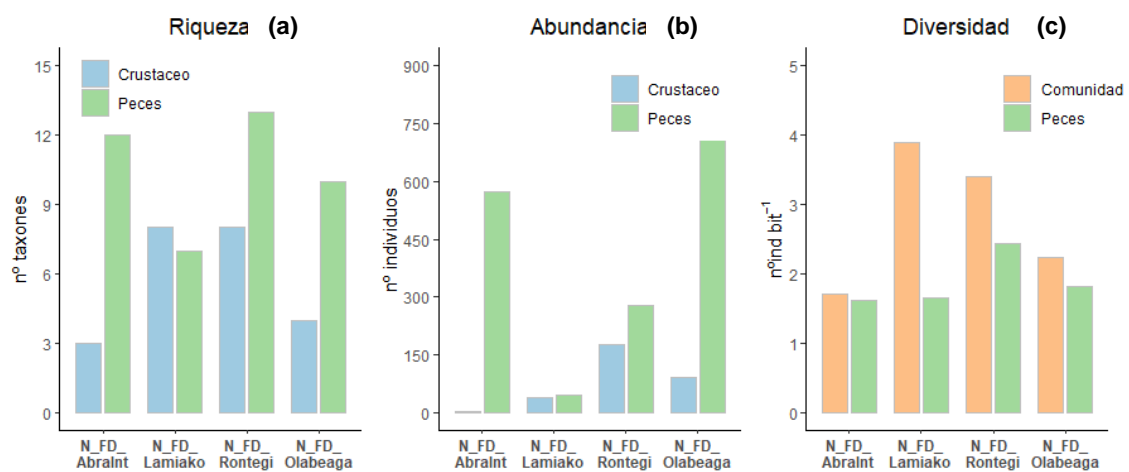 Riqueza (a)
Crustaceo
Peces
nº taxones
15
12
9
6
3
0
N_FD_
AbraInt
N_FD_
Lamiako
N_FD_
Rontegi
N_FD_
Olabeaga
Abundancia (b)
Crustaceo
Peces
nº individuos
900
750
600
450
300
150
0
N_FD_
AbraInt
N_FD_
Lamiako
N_FD_
Rontegi
N_FD_
Olabeaga
Diversidad (c)
Comunidad
Peces
nºind bit⁻¹
5
4
3
2
1
0
N_FD_
AbraInt
N_FD_
Lamiako
N_FD_
Rontegi
N_FD_
Olabeaga